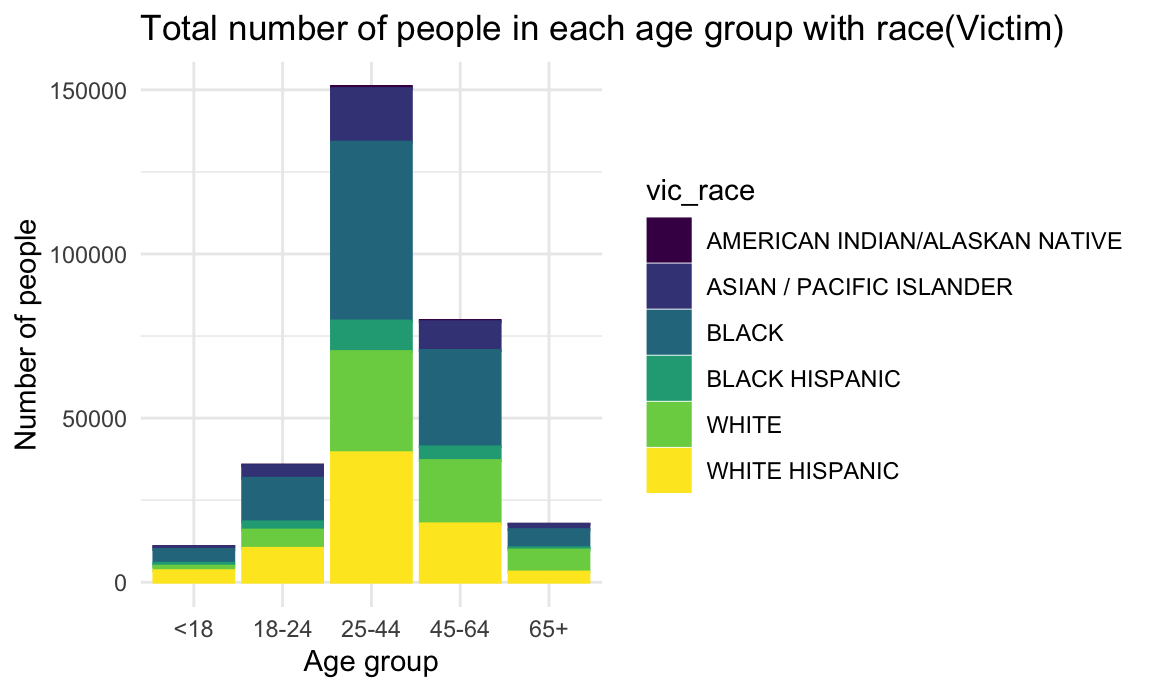 Total number of people in each age group with race(Victim)
Number of people
150000
100000
50000
0
<18
18-24
25-44
45-64
65+
Age group
vic_race
AMERICAN INDIAN/ALASKAN NATIVE
ASIAN / PACIFIC ISLANDER
BLACK
BLACK HISPANIC
WHITE
WHITE HISPANIC